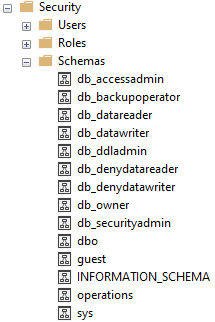 Security
Users
Roles
Schemas
db_accessadmin
db_backupoperator
db_datareader
db_datawriter
db_ddladmin
db_denydatareader
db_denydatawriter
db_owner
db_securityadmin
dbo
guest
INFORMATION_SCHEMA
operations
sys